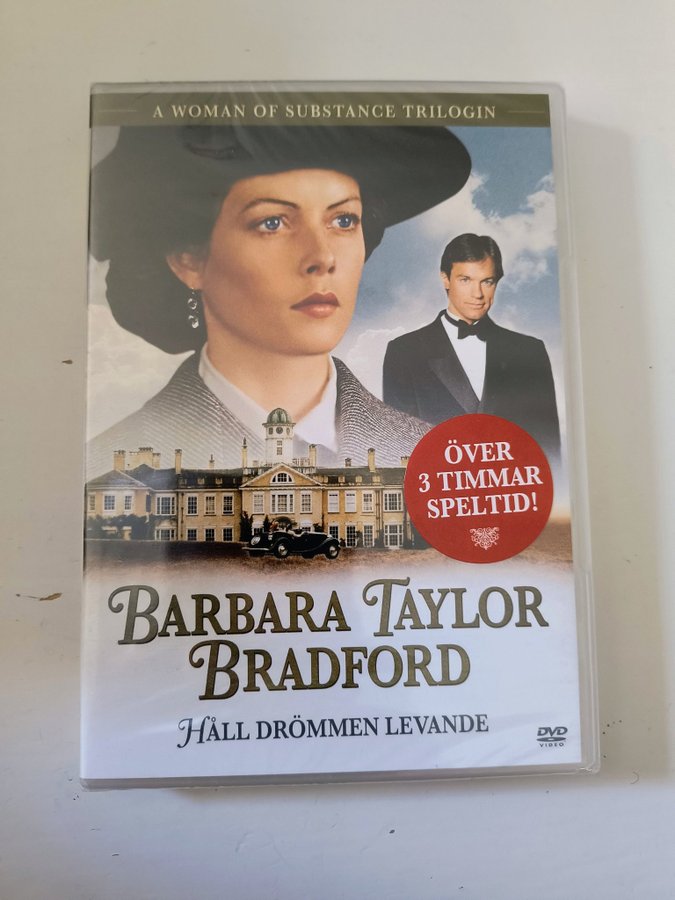 A WOMAN OF SUBSTANCE TRILOGIN
ÖVER
3 TIMMAR
SPELTID!
BARBARA TAYLOR
BRADFORD
HÅLL DRÖMMEN LEVANDE
DVD
VIDEO